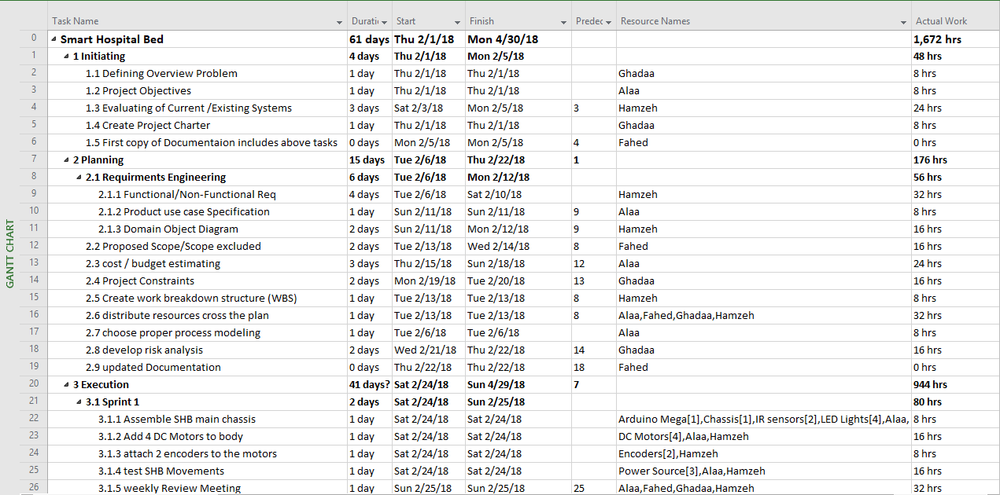 Task Name Duratic Start Finish Predec Resource Names Actual Work
0 Smart Hospital Bed 61 days Thu 2/1/18 Mon 4/30/18 1,672 hrs
1 1 Initiating 4 days Thu 2/1/18 Mon 2/5/18 48 hrs
2 1.1 Defining Overview Problem 1 day Thu 2/1/18 Thu 2/1/18 Ghadaa 8 hrs
3 1.2 Project Objectives 1 day Thu 2/1/18 Thu 2/1/18 Alaa 8 hrs
4 1.3 Evaluating of Current /Existing Systems 3 days Sat 2/3/18 Mon 2/5/18 3 Hamzeh 24 hrs
5 1.4 Create Project Charter 1 day Thu 2/1/18 Thu 2/1/18 Ghadaa 8 hrs
6 1.5 First copy of Documentaion includes above tasks 0 days Mon 2/5/18 Mon 2/5/18 4 Fahed 0 hrs
7 2 Planning 15 days Tue 2/6/18 Thu 2/22/18 1 176 hrs
8 2.1 Requirments Engineering 6 days Tue 2/6/18 Mon 2/12/18 56 hrs
9 2.1.1 Functional/Non-Functional Req 4 days Tue 2/6/18 Sat 2/10/18 Hamzeh 32 hrs
10 2.1.2 Product use case Specification 1 day Sun 2/11/18 Sun 2/11/18 9 Alaa 8 hrs
11 2.1.3 Domain Object Diagram 2 days Sun 2/11/18 Mon 2/12/18 9 Hamzeh 16 hrs
12 2.2 Proposed Scope/Scope excluded 2 days Tue 2/13/18 Wed 2/14/18 8 Fahed 16 hrs
13 2.3 cost / budget estimating 3 days Thu 2/15/18 Sun 2/18/18 12 Alaa 24 hrs
14 2.4 Project Constraints 2 days Mon 2/19/18 Tue 2/20/18 13 Ghadaa 16 hrs
15 2.5 Create work breakdown structure (WBS) 1 day Tue 2/13/18 Tue 2/13/18 8 Hamzeh 8 hrs
16 2.6 distribute resources cross the plan 1 day Tue 2/13/18 Tue 2/13/18 8 Alaa,Fahed,Ghadaa,Hamzeh 32 hrs
17 2.7 choose proper process modeling 1 day Tue 2/6/18 Tue 2/6/18 Alaa 8 hrs
18 2.8 develop risk analysis 2 days Wed 2/21/18 Thu 2/22/18 14 Ghadaa 16 hrs
19 2.9 updated Documentation 0 days Thu 2/22/18 Thu 2/22/18 18 Fahed 0 hrs
20 3 Execution 41 days? Sat 2/24/18 Sun 4/29/18 7 944 hrs
21 3.1 Sprint 1 2 days Sat 2/24/18 Sun 2/25/18 80 hrs
22 3.1.1 Assemble SHB main chassis 1 day Sat 2/24/18 Sat 2/24/18 Arduino Mega[1],Chassis[1],IR sensors[2],LED Lights[4],Alaa, 8 hrs
23 3.1.2 Add 4 DC Motors to body 1 day Sat 2/24/18 Sat 2/24/18 DC Motors[4],Alaa,Hamzeh 16 hrs
24 3.1.3 attach 2 encoders to the motors 1 day Sat 2/24/18 Sat 2/24/18 Encoders[2],Hamzeh 8 hrs
25 3.1.4 test SHB Movements 1 day Sat 2/24/18 Sat 2/24/18 Power Source[3],Alaa,Hamzeh 16 hrs
26 3.1.5 weekly Review Meeting 1 day Sun 2/25/18 Sun 2/25/18 25 Alaa,Fahed,Ghadaa,Hamzeh 32 hrs
GANTT CHART